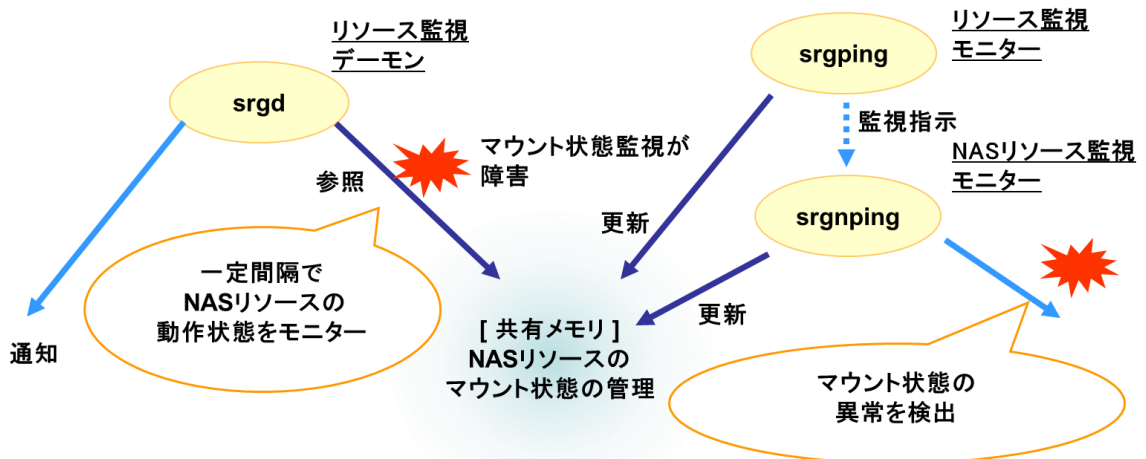 リソース監視
デーモン
srgd
参照
マウント状態監視が
障害
一定間隔で
NASリソースの
動作状態をモニター
通知
リソース監視
モニター
srgping
監視指示
NASリソース監視
モニター
srgnping
更新
更新
[ 共有メモリ ]
NASリソースの
マウント状態の管理
マウント状態の
異常を検出